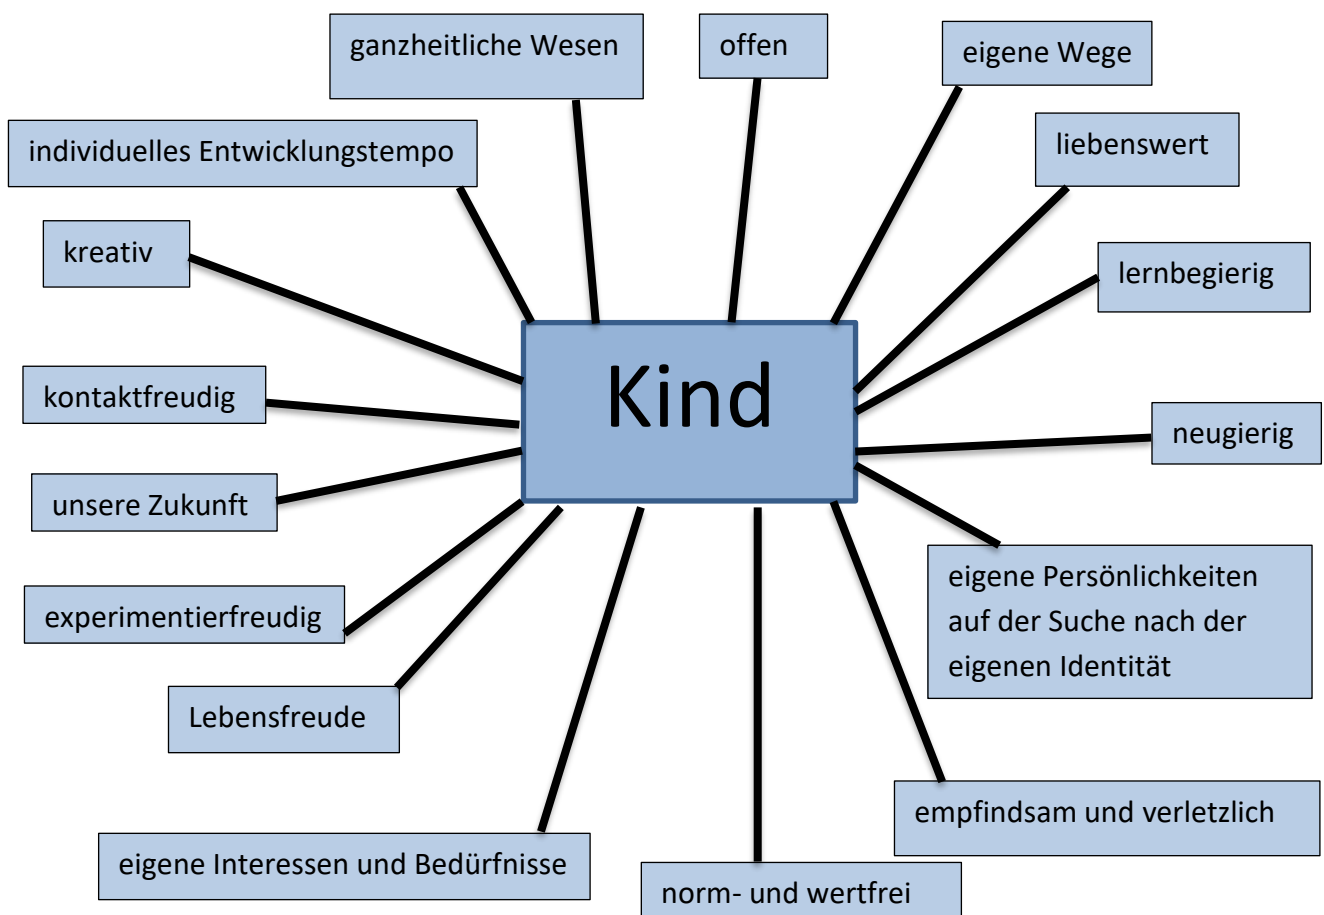 ganzheitliche Wesen
offen
eigene Wege
individuelles Entwicklungstempo
liebenswert
kreativ
lernbegierig
Kind
kontaktfreudig
neugierig
unsere Zukunft
eigene Persönlichkeiten
auf der Suche nach der
eigenen Identität
experimentierfreudig
Lebensfreude
empfindsam und verletzlich
eigene Interessen und Bedürfnisse
norm- und wertfrei